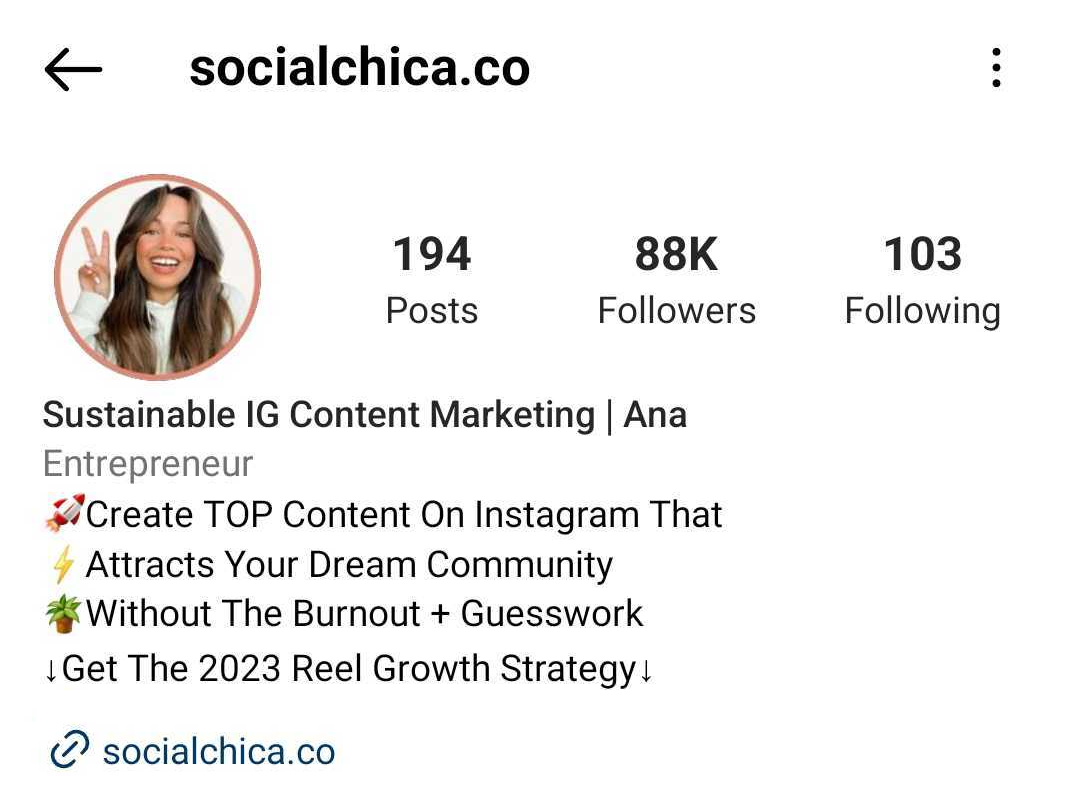 socialchica.co
194 88K 103
Posts Followers Following
Sustainable IG Content Marketing | Ana
Entrepreneur
🚀Create TOP Content On Instagram That
⚡Attracts Your Dream Community
🪴Without The Burnout + Guesswork
↓Get The 2023 Reel Growth Strategy↓
socialchica.co